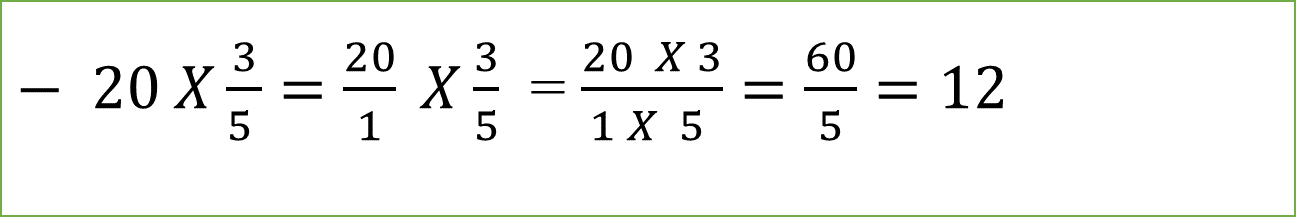 − 20 X 3/5 = 20/1 X 3/5 = 20 X 3/1 X 5 = 60/5 = 12